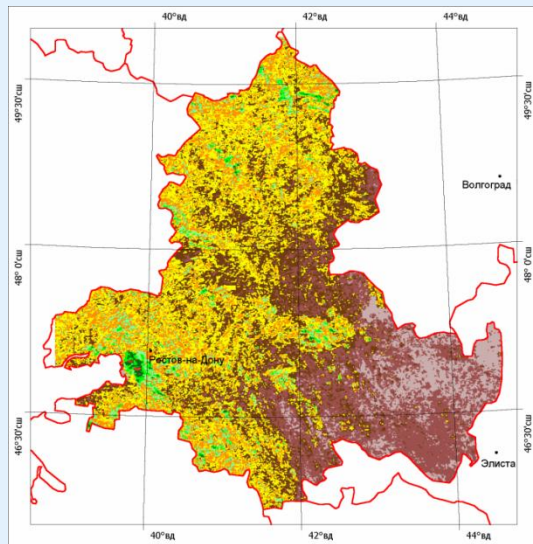 40°вд
42°вд
44°вд
49°30'сш
49°30'сш
Волгоград
48° 0'сш
48° 0'сш
Ростов-на-Дону
46°30'сш
46°30'сш
Элиста
40°вд
42°вд
44°вд